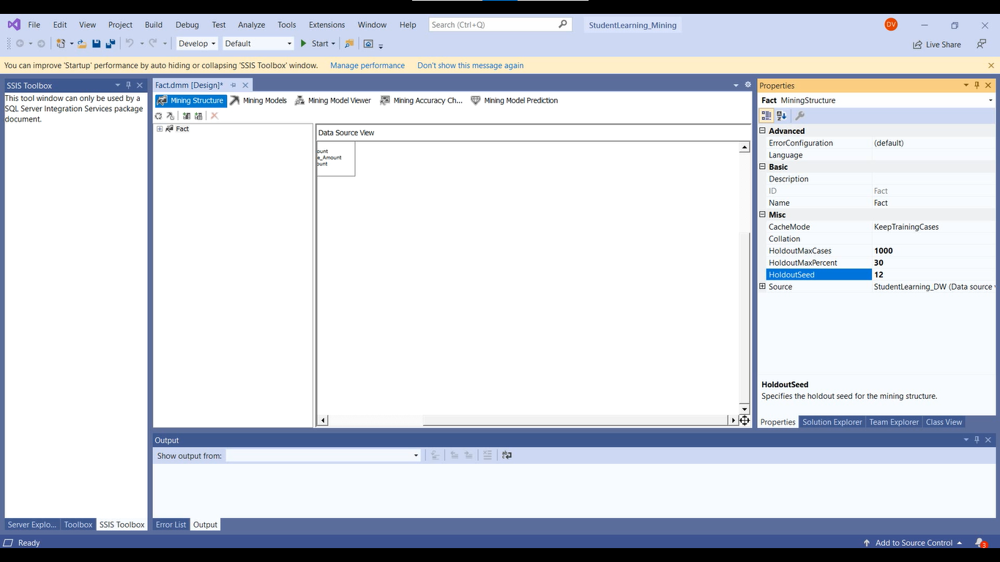 File Edit View Project Build Debug Test Analyze Tools Extensions Window Help Search (Ctrl+Q) StudentLearning_Mining DV
Develop Default Start Live Share
You can improve 'Startup' performance by auto hiding or collapsing 'SSIS Toolbox' window. Manage performance Don't show this message again
SSIS Toolbox
This tool window can only be used by a
SQL Server Integration Services package
document.
Fact.dmm [Design]*
Mining Structure Mining Models Mining Model Viewer Mining Accuracy Ch... Mining Model Prediction
Fact
Data Source View
ount
e_Amount
ount
Properties
Fact MiningStructure
Advanced
ErrorConfiguration (default)
Language
Basic
Description
ID Fact
Name Fact
Misc
CacheMode KeepTrainingCases
Collation
HoldoutMaxCases 1000
HoldoutMaxPercent 30
HoldoutSeed 12
Source StudentLearning_DW (Data source
HoldoutSeed
Specifies the holdout seed for the mining structure.
Properties Solution Explorer Team Explorer Class View
Output
Show output from:
Server Explo... Toolbox SSIS Toolbox
Error List Output
Ready Add to Source Control 3